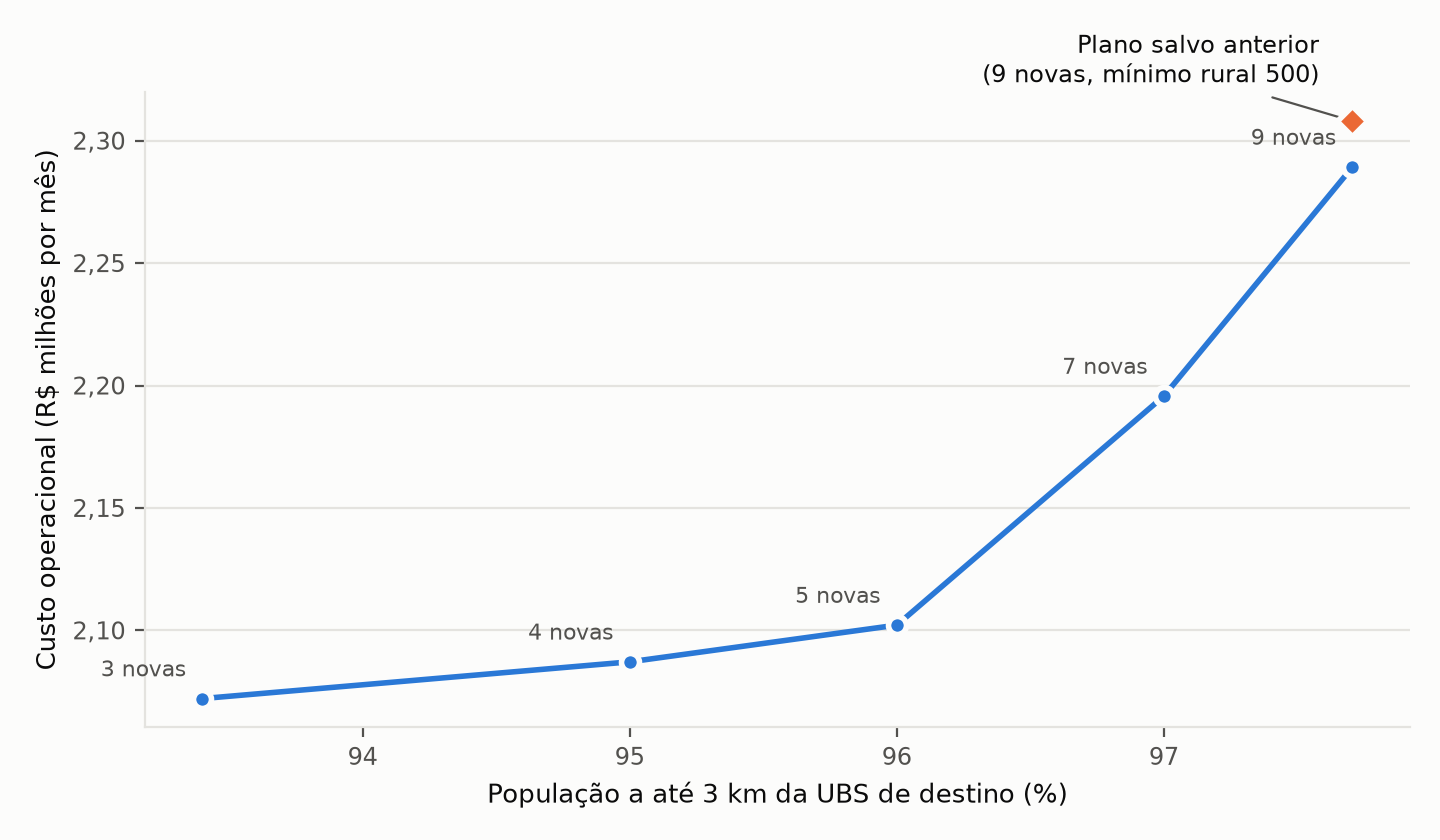 Plano salvo anterior
(9 novas, mínimo rural 500)
9 novas
7 novas
5 novas
4 novas
3 novas
2,30
2,25
2,20
2,15
2,10
Custo operacional (R$ milhões por mês)
94
95
96
97
População a até 3 km da UBS de destino (%)